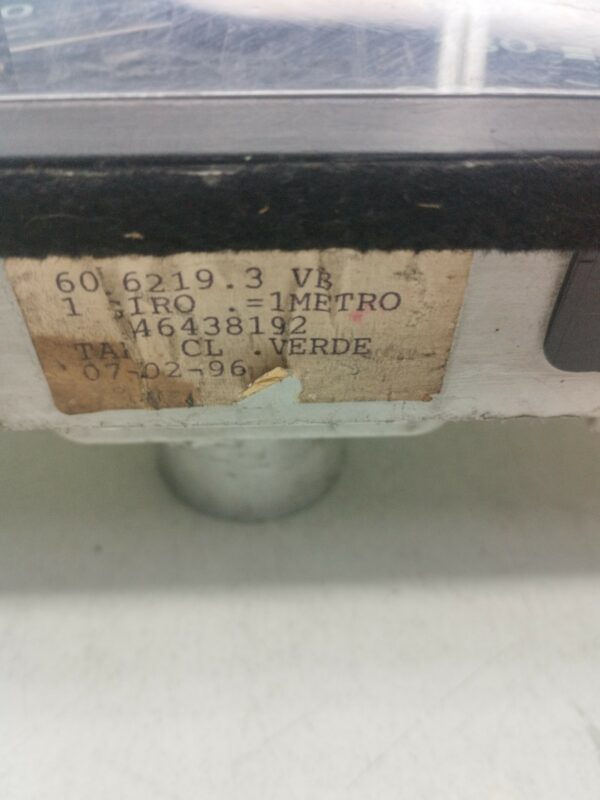 60.6219.3 VB
1 GIRO .=1METRO
46438192
CL .VERDE
07-02-96